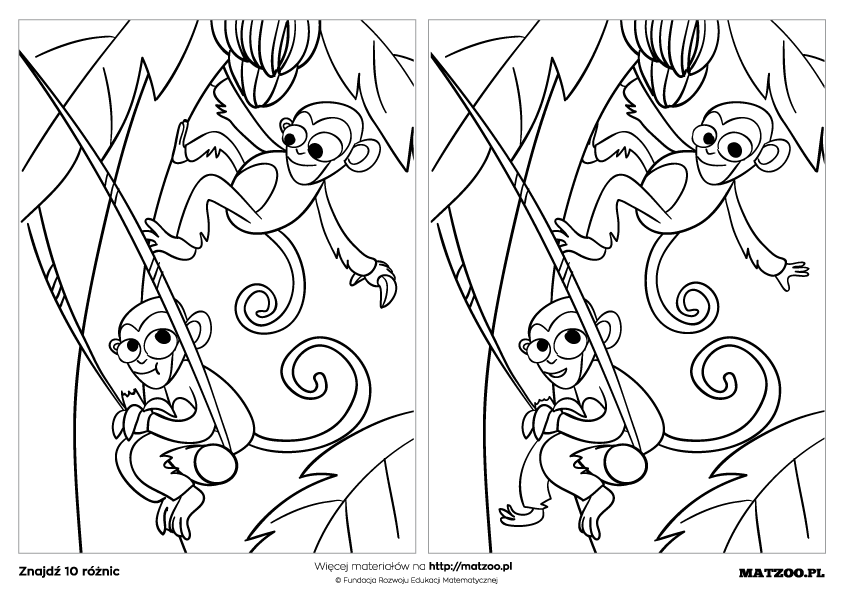 Znajdź 10 różnic
Więcej materiałów na http://matzoo.pl
© Fundacja Rozwoju Edukacji Matematycznej
MATZOO.PL